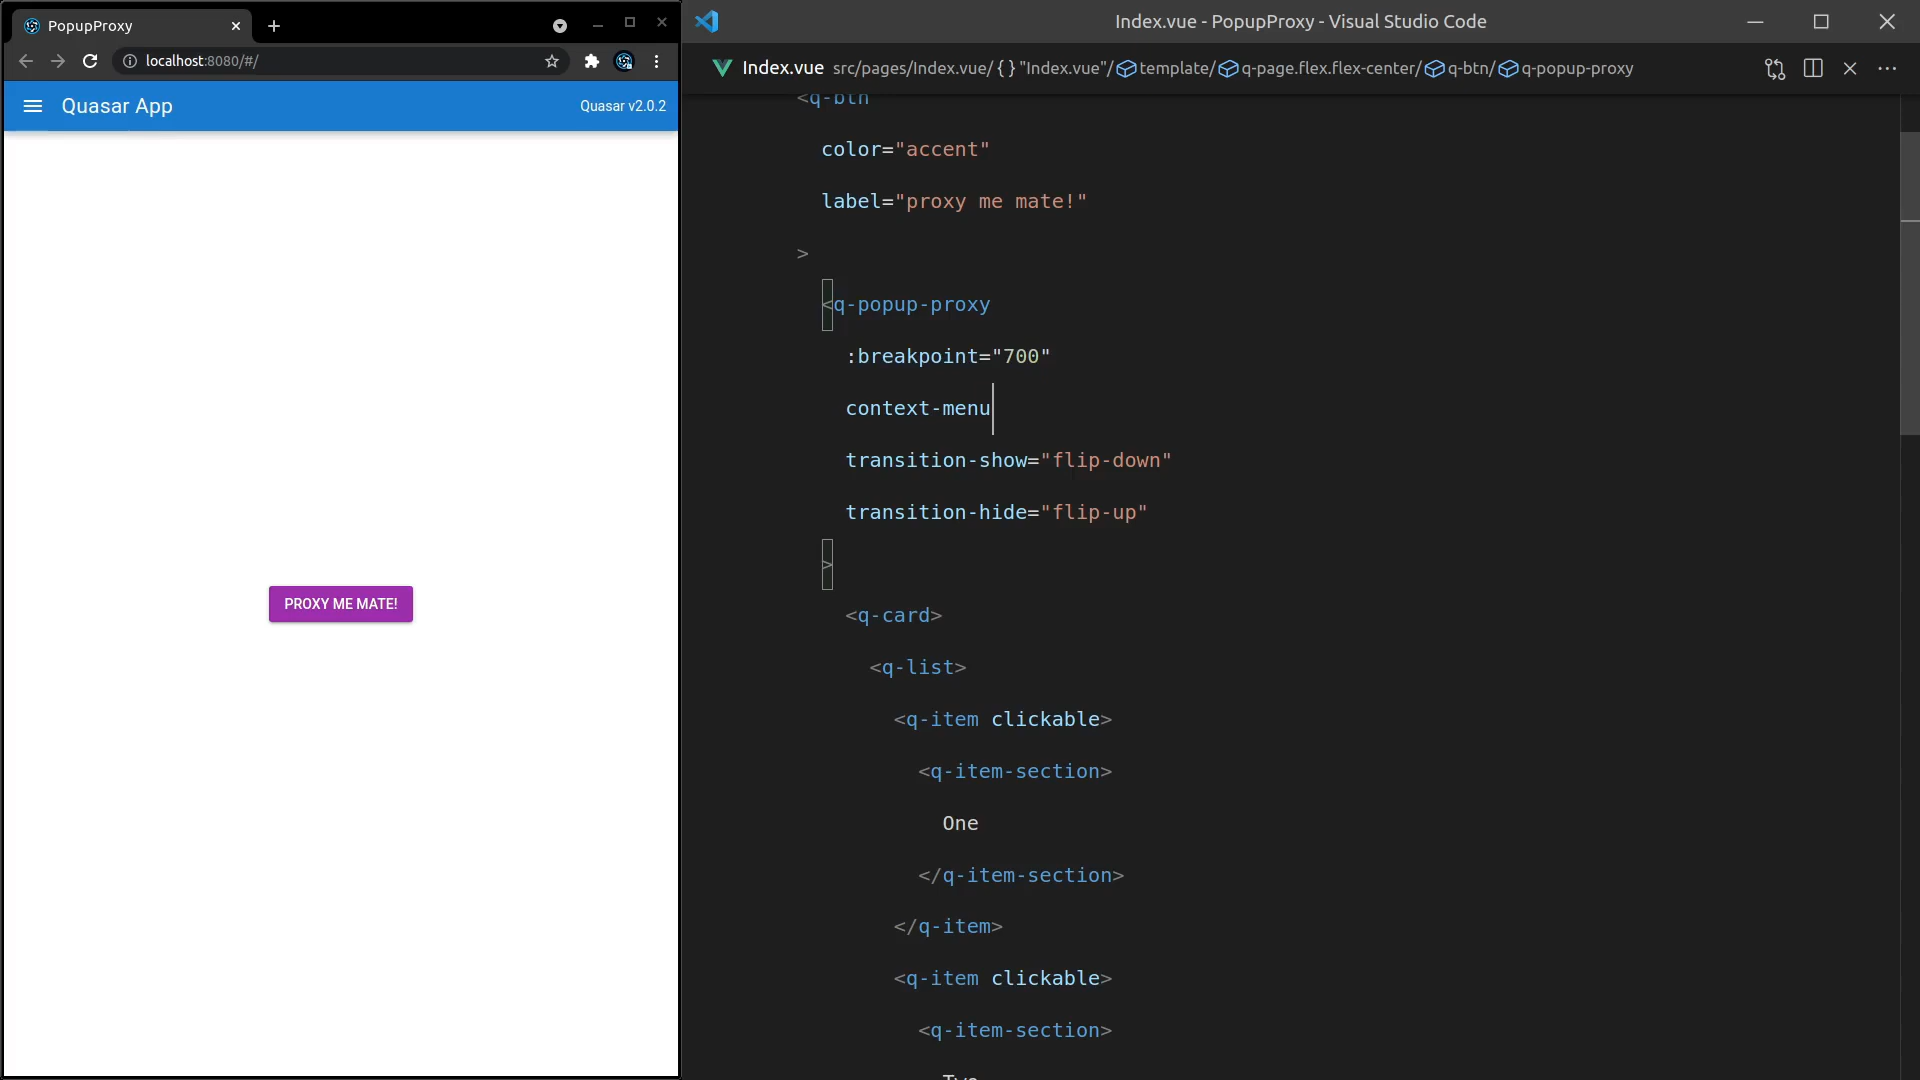 PopupProxy
localhost:8080/#/
Quasar App
Quasar v2.0.2
PROXY ME MATE!
Index.vue - PopupProxy - Visual Studio Code
Index.vue src/pages/Index.vue/ {} "Index.vue"/ template/ q-page.flex.flex-center/ q-btn/ q-popup-proxy
<q-btn
color="accent"
label="proxy me mate!"
>
<q-popup-proxy
:breakpoint="700"
context-menu
transition-show="flip-down"
transition-hide="flip-up"
>
<q-card>
<q-list>
<q-item clickable>
<q-item-section>
One
</q-item-section>
</q-item>
<q-item clickable>
<q-item-section>
Two